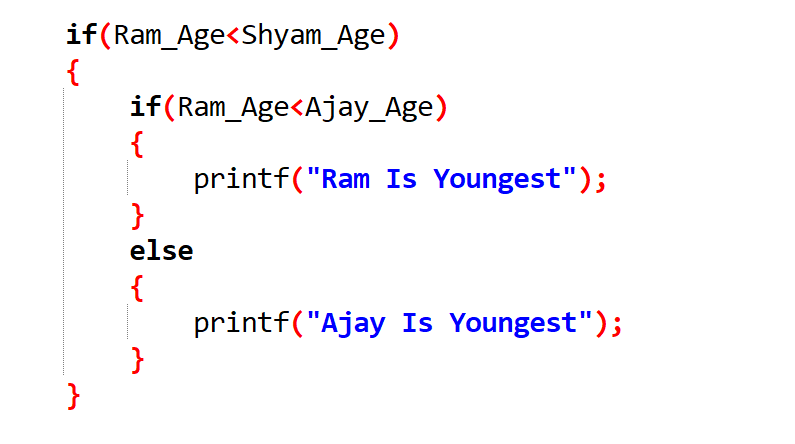 if(Ram_Age<Shyam_Age)
{
if(Ram_Age<Ajay_Age)
{
printf("Ram Is Youngest");
}
else
{
printf("Ajay Is Youngest");
}
}